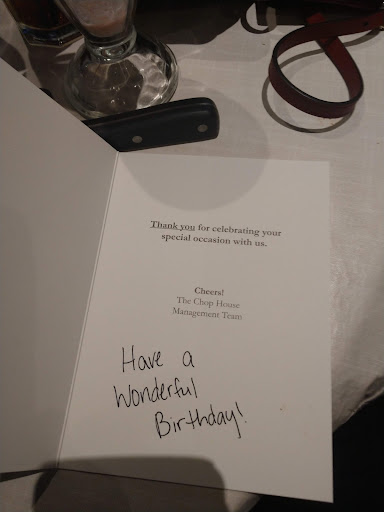 Thank you for celebrating your
special occasion with us.
Cheers!
The Chop House
Management Team
Have a
Wonderful
Birthday!